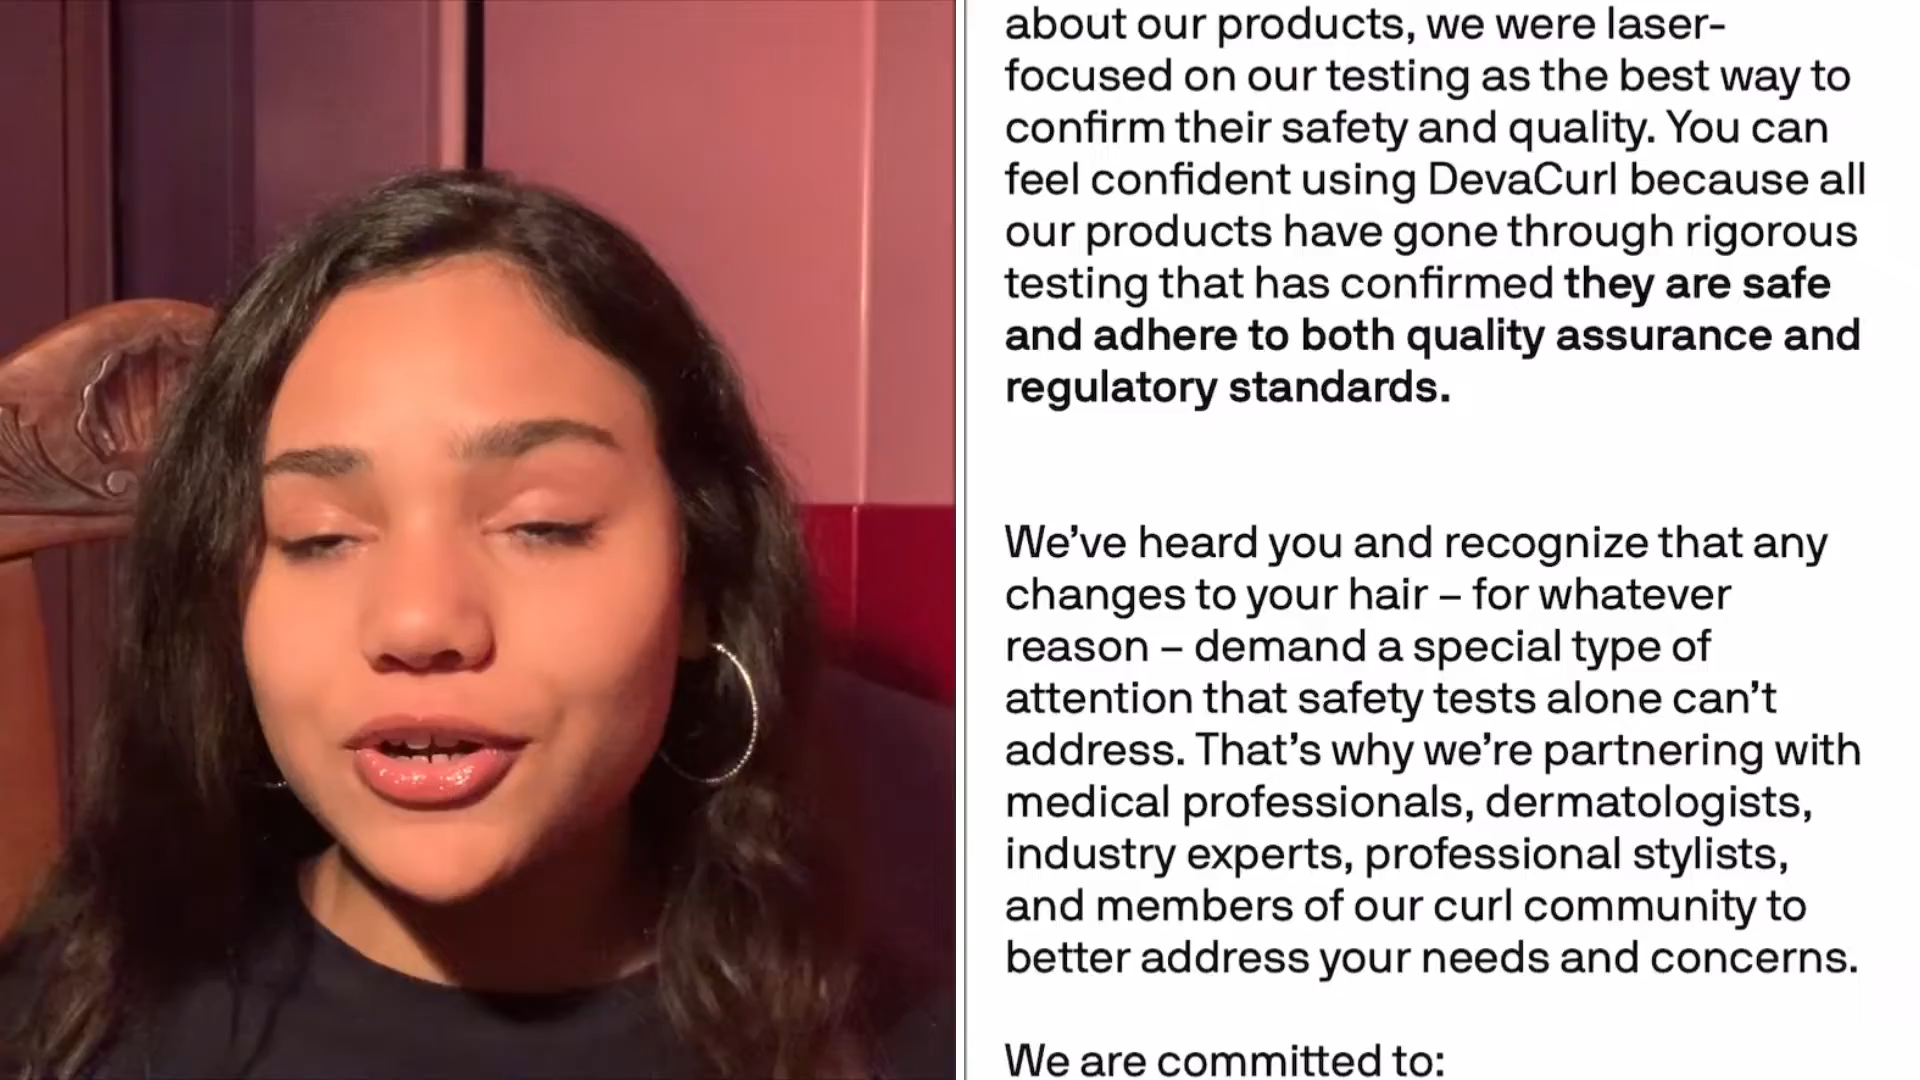 about our products, we were laser-
focused on our testing as the best way to
confirm their safety and quality. You can
feel confident using DevaCurl because all
our products have gone through rigorous
testing that has confirmed they are safe
and adhere to both quality assurance and
regulatory standards.
We’ve heard you and recognize that any
changes to your hair – for whatever
reason – demand a special type of
attention that safety tests alone can’t
address. That’s why we’re partnering with
medical professionals, dermatologists,
industry experts, professional stylists,
and members of our curl community to
better address your needs and concerns.
We are committed to: